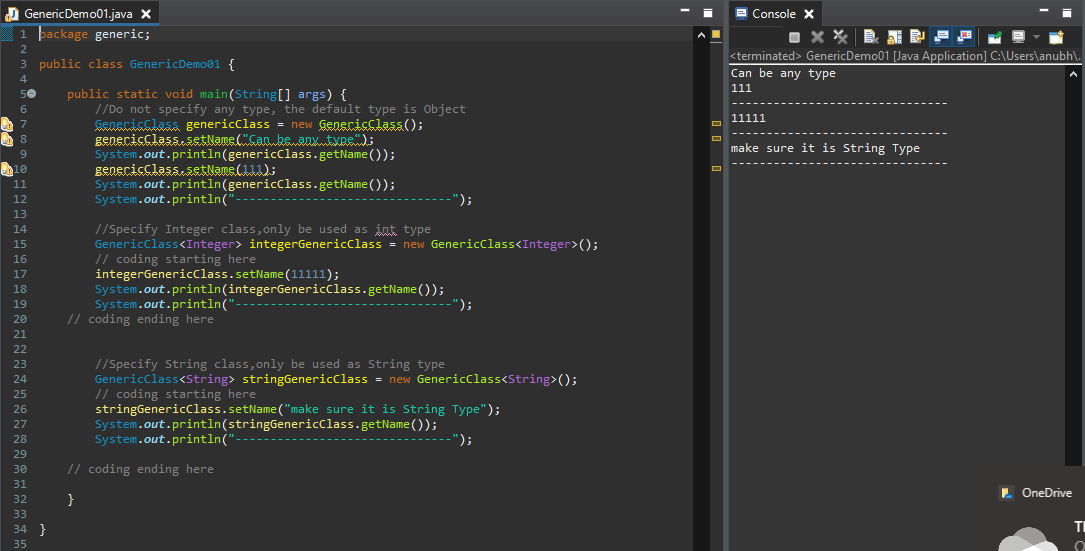 GenericDemo01.java
1 package generic;
2
3 public class GenericDemo01 {
4
5 public static void main(String[] args) {
6 //Do not specify any type, the default type is Object
7 GenericClass genericClass = new GenericClass();
8 genericClass.setName("Can be any type");
9 System.out.println(genericClass.getName());
10 genericClass.setName(111);
11 System.out.println(genericClass.getName());
12 System.out.println("-------------------------------");
13
14 //Specify Integer class,only be used as int type
15 GenericClass<Integer> integerGenericClass = new GenericClass<Integer>();
16 // coding starting here
17 integerGenericClass.setName(11111);
18 System.out.println(integerGenericClass.getName());
19 System.out.println("-------------------------------");
20 // coding ending here
21
22
23 //Specify String class,only be used as String type
24 GenericClass<String> stringGenericClass = new GenericClass<String>();
25 // coding starting here
26 stringGenericClass.setName("make sure it is String Type");
27 System.out.println(stringGenericClass.getName());
28 System.out.println("-------------------------------");
29
30 // coding ending here
31
32 }
33
34 }
35
Console
<terminated> GenericDemo01 [Java Application] C:\Users\anubh\.
Can be any type
111
-------------------------------
11111
-------------------------------
make sure it is String Type
-------------------------------
OneDrive